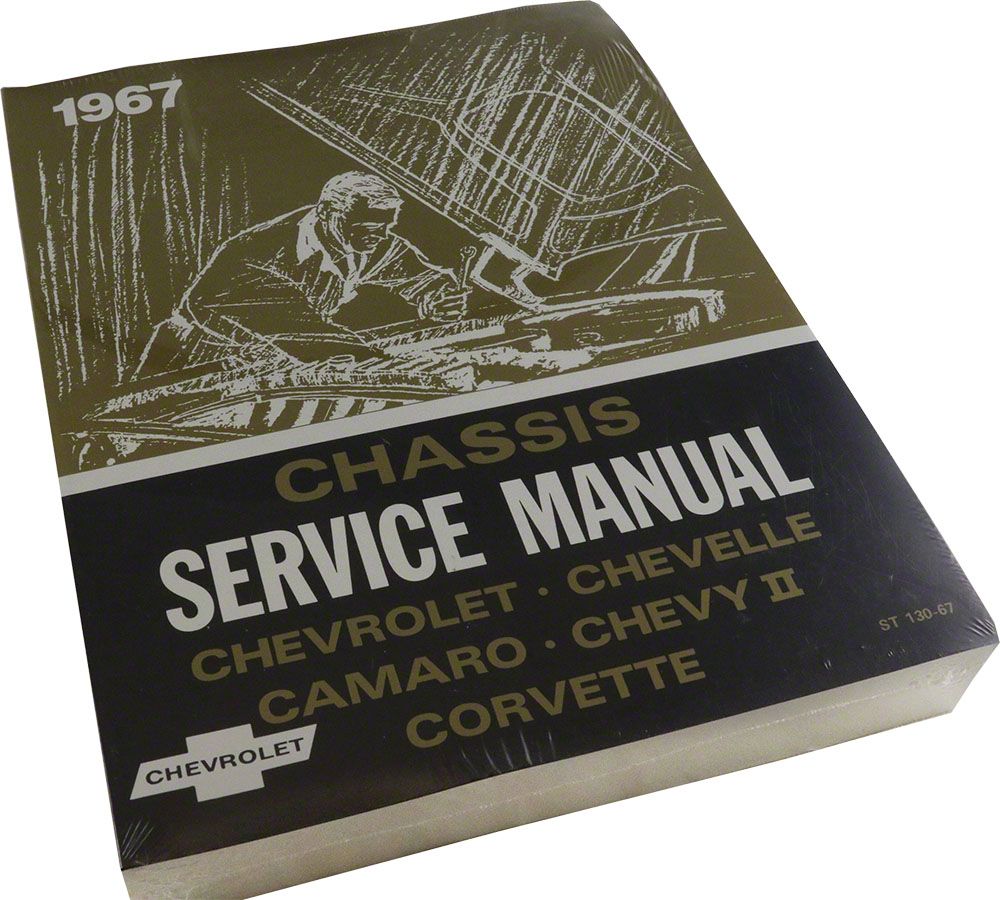 1967
CHASSIS
SERVICE MANUAL
CHEVROLET · CHEVELLE
CAMARO · CHEVY II
CORVETTE
ST 130-67
CHEVROLET